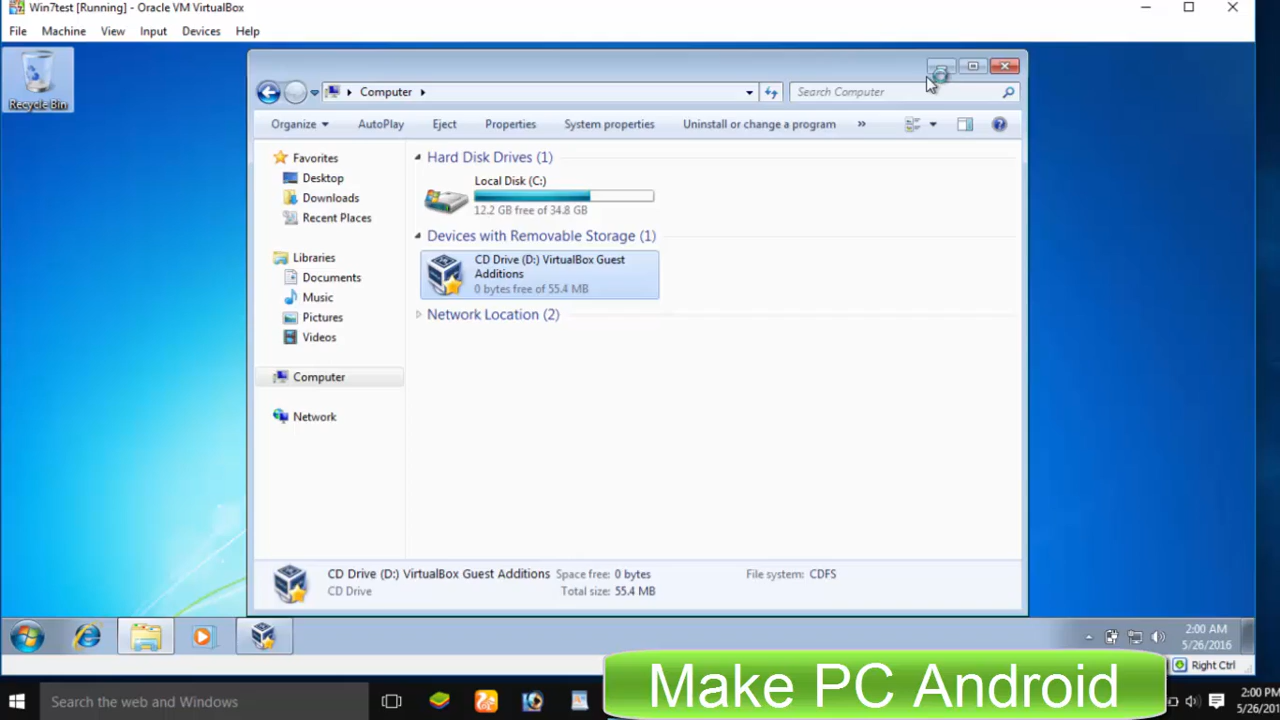 Win7test [Running] - Oracle VM VirtualBox
File Machine View Input Devices Help
Recycle Bin
Computer
Search Computer
Organize AutoPlay Eject Properties System properties Uninstall or change a program »
Favorites
Desktop
Downloads
Recent Places
Libraries
Documents
Music
Pictures
Videos
Computer
Network
Hard Disk Drives (1)
Local Disk (C:)
12.2 GB free of 34.8 GB
Devices with Removable Storage (1)
CD Drive (D:) VirtualBox Guest
Additions
0 bytes free of 55.4 MB
Network Location (2)
CD Drive (D:) VirtualBox Guest Additions Space free: 0 bytes File system: CDFS
CD Drive Total size: 55.4 MB
2:00 AM
5/26/2016
Right Ctrl
Make PC Android
Search the web and Windows
2:00 PM
5/26/2016